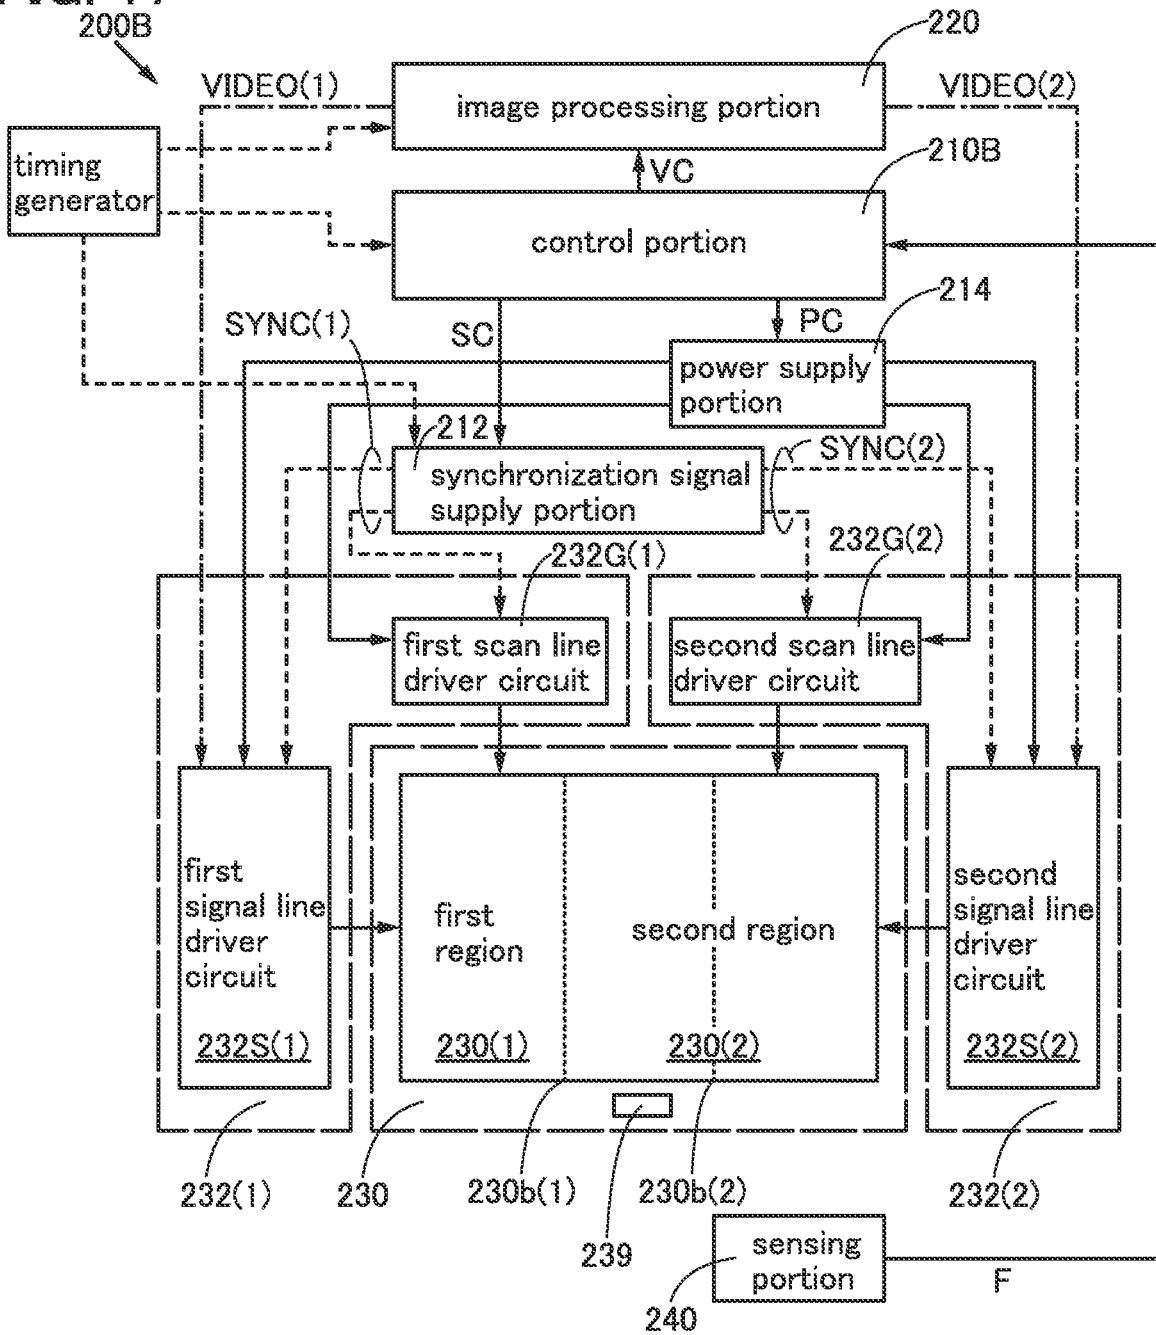 200B
220
VIDEO(1)
VIDEO(2)
image processing portion
timing
generator
VC
210B
control portion
214
SYNC(1)
SC
PC
power supply
portion
212
SYNC(2)
synchronization signal
supply portion
232G(1)
232G(2)
first scan line
driver circuit
second scan line
driver circuit
first
signal line
driver
circuit
232S(1)
first
region
230(1)
second region
230(2)
second
signal line
driver
circuit
232S(2)
232(1)
230
230b(1)
239
230b(2)
232(2)
sensing
portion
240
F